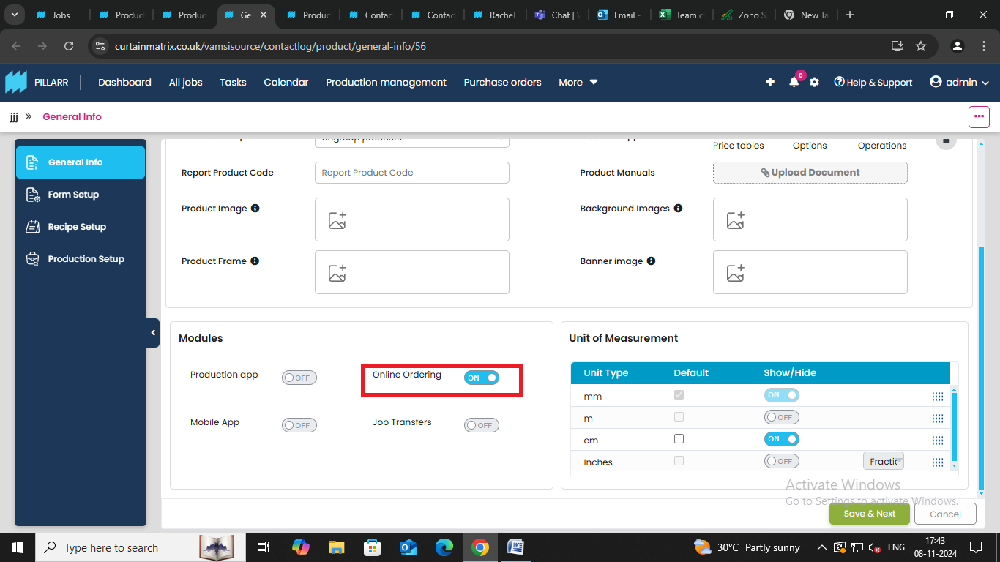 Jobs Produc Produc Ge Produc Contac Contac Rachel Chat | Email - Team c Zoho S New Ta
curtainmatrix.co.uk/vamsisource/contactlog/product/general-info/56
PILLARR Dashboard All jobs Tasks Calendar Production management Purchase orders More 0 Help & Support admin
jjj » General Info
General Info
Form Setup
Recipe Setup
Production Setup
Price tables Options Operations
Report Product Code Report Product Code Product Manuals Upload Document
Product Image Background Images
Product Frame Banner image
Modules
Production app OFF Online Ordering ON
Mobile App OFF Job Transfers OFF
Unit of Measurement
Unit Type Default Show/Hide
mm ON
m OFF
cm ON
Inches OFF Fractic
Activate Windows
Go to Settings to activate Windows.
Save & Next Cancel
Type here to search 30°C Partly sunny ENG 17:43
08-11-2024